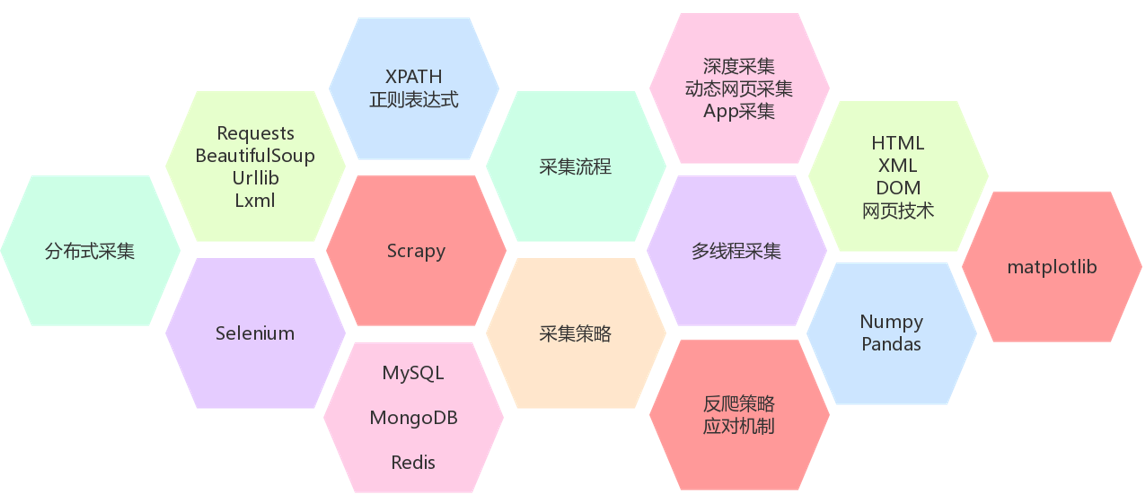 XPATH
正则表达式
深度采集
动态网页采集
App采集
Requests
BeautifulSoup
Urllib
Lxml
采集流程
HTML
XML
DOM
网页技术
分布式采集
Scrapy
多线程采集
matplotlib
Selenium
采集策略
Numpy
Pandas
MySQL
MongoDB
Redis
反爬策略
应对机制